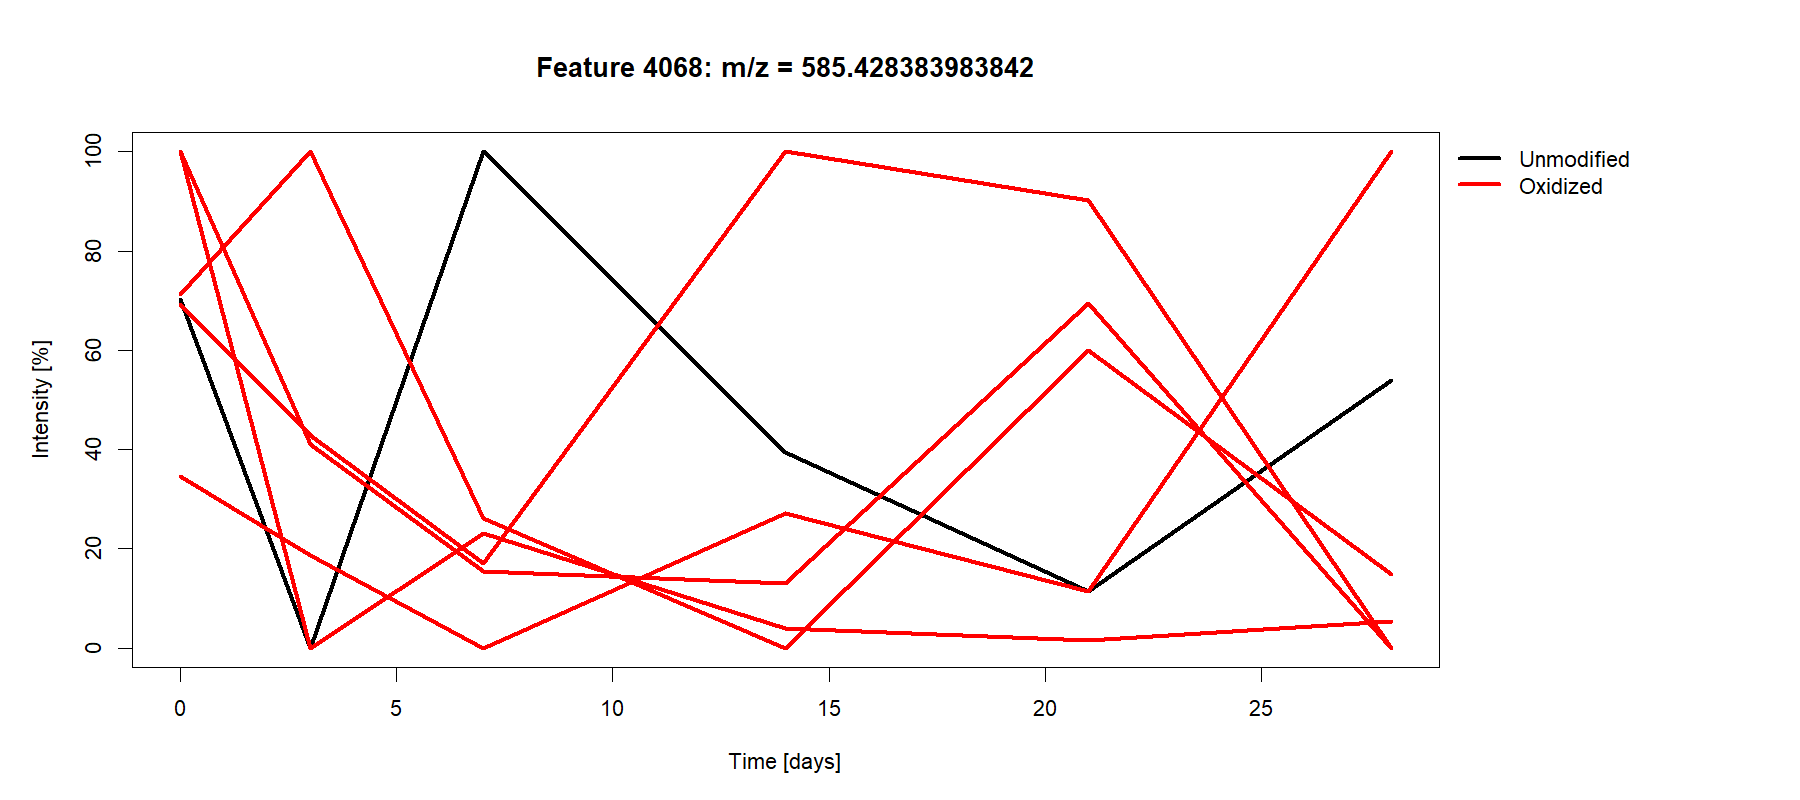 Feature 4068: m/z = 585.428383983842
Unmodified
Oxidized
Intensity [%]
100
80
60
40
20
0
0 5 10 15 20 25
Time [days]